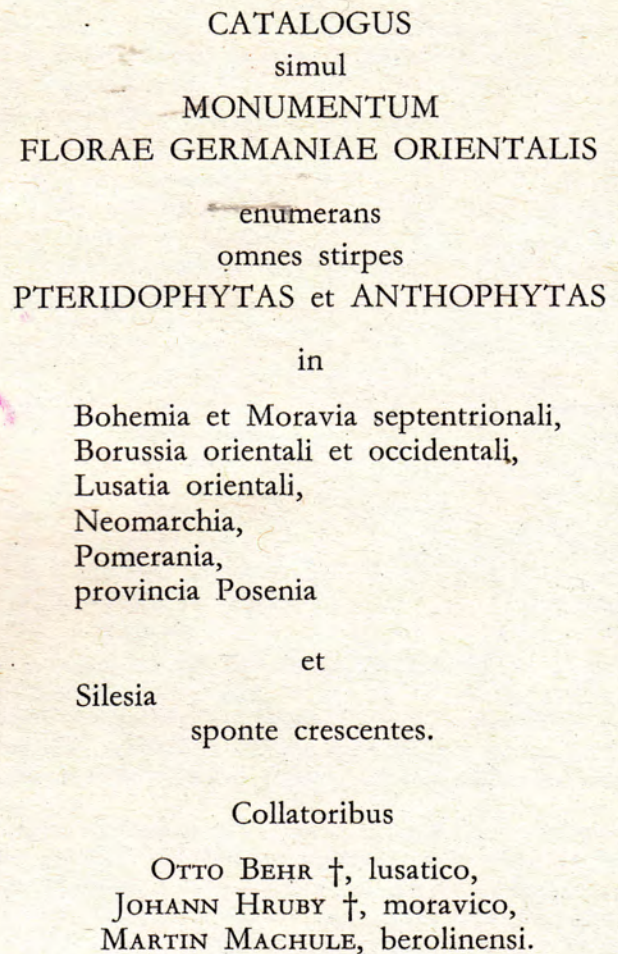 CATALOGUS
simul
MONUMENTUM
FLORAE GERMANIAE ORIENTALIS
enumerans
omnes stirpes
PTERIDOPHYTAS et ANTHOPHYTAS
in
Bohemia et Moravia septentrionali,
Borussia orientali et occidentali,
Lusatia orientali,
Neomarchia,
Pomerania,
provincia Posenia
et
Silesia
sponte crescentes.
Collatoribus
OTTO BEHR †, lusatico,
JOHANN HRUBY †, moravico,
MARTIN MACHULE, berolinensi.